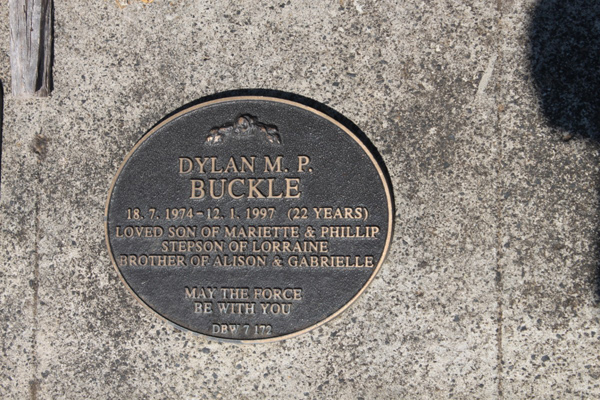 DYLAN M. P.
BUCKLE
18. 7. 1974 - 12. 1. 1997 (22 YEARS)
LOVED SON OF MARIETTE & PHILLIP
STEPSON OF LORRAINE
BROTHER OF ALISON & GABRIELLE
MAY THE FORCE
BE WITH YOU
DBW 7 172